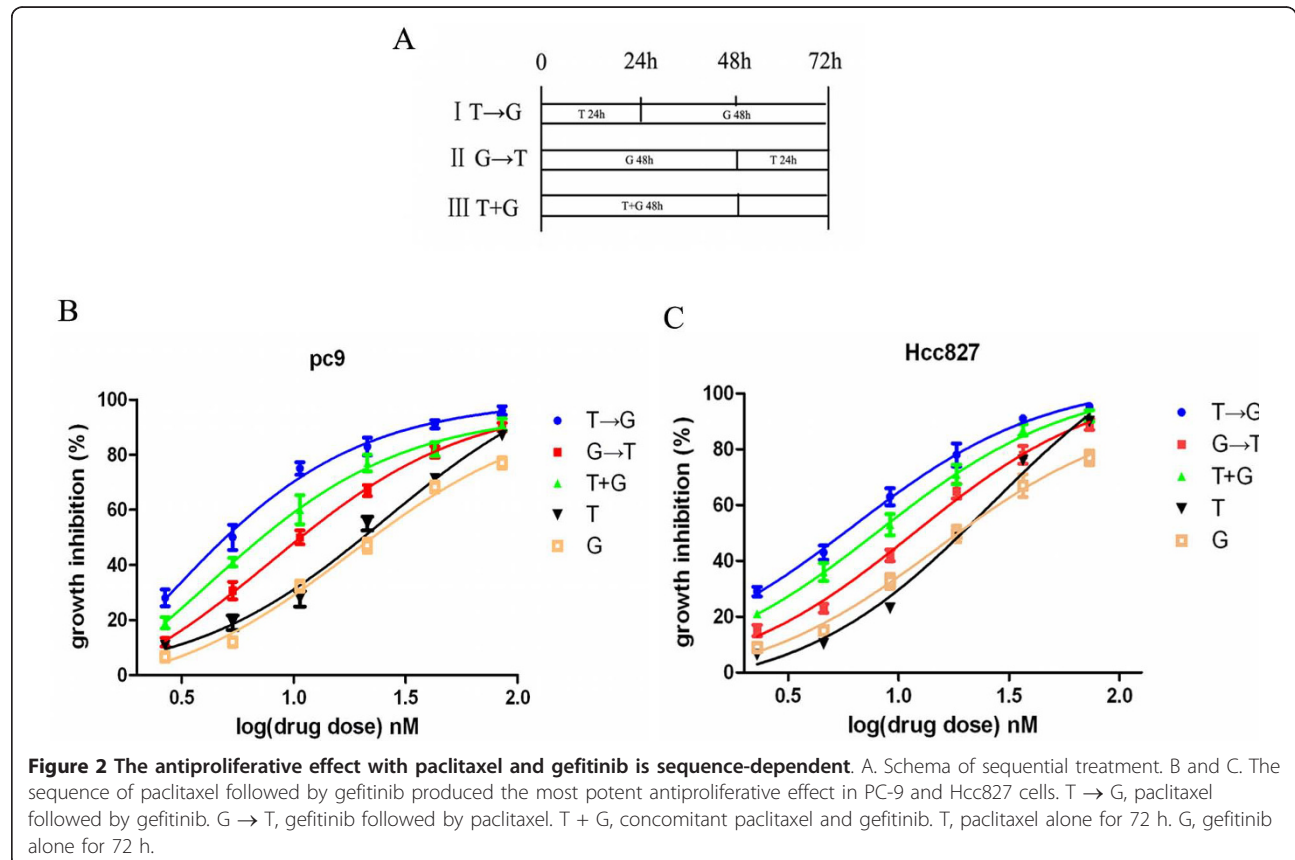 A
0 24h 48h 72h
Ⅰ T→G
T 24h G 48h
Ⅱ G→T
G 48h T 24h
III T+G
T+G 48h
B
pc9
growth inhibition (%)
100
80
60
40
20
0
0.5 1.0 1.5 2.0
log(drug dose) nM
T→G
G→T
T+G
T
G
C
Hcc827
growth inhibition (%)
100
80
60
40
20
0
0.5 1.0 1.5 2.0
log(drug dose) nM
T→G
G→T
T+G
T
G
Figure 2 The antiproliferative effect with paclitaxel and gefitinib is sequence-dependent. A. Schema of sequential treatment. B and C. The
sequence of paclitaxel followed by gefitinib produced the most potent antiproliferative effect in PC-9 and Hcc827 cells. T → G, paclitaxel
followed by gefitinib. G → T, gefitinib followed by paclitaxel. T + G, concomitant paclitaxel and gefitinib. T, paclitaxel alone for 72 h. G, gefitinib
alone for 72 h.